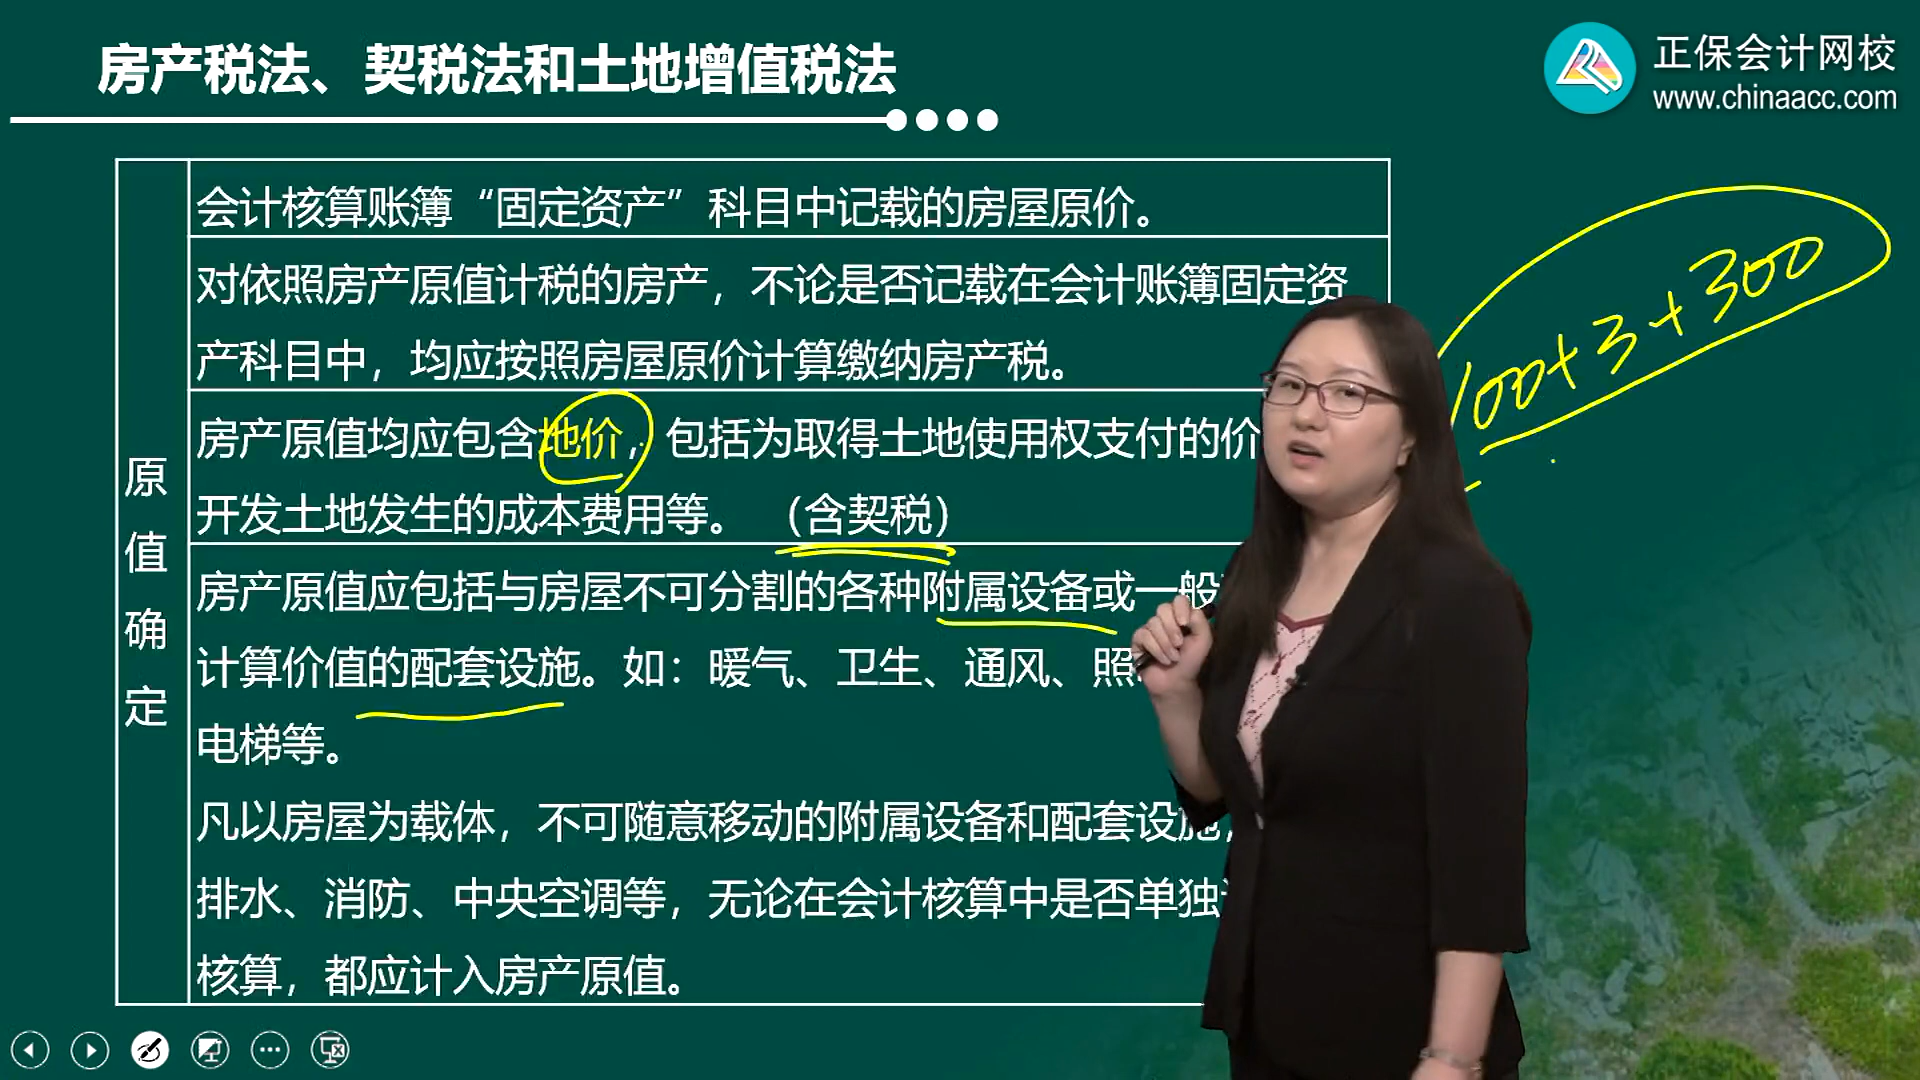 房产税法、契税法和土地增值税法
正保会计网校
www.chinaacc.com
原值确定
会计核算账簿“固定资产”科目中记载的房屋原价。
对依照房产原值计税的房产，不论是否记载在会计账簿固定资
产科目中，均应按照房屋原价计算缴纳房产税。
房产原值均应包含地价，包括为取得土地使用权支付的价
开发土地发生的成本费用等。（含契税）
房产原值应包括与房屋不可分割的各种附属设备或一般
计算价值的配套设施。如：暖气、卫生、通风、照
电梯等。
凡以房屋为载体，不可随意移动的附属设备和配套设施，
排水、消防、中央空调等，无论在会计核算中是否单独
核算，都应计入房产原值。
100+3+300